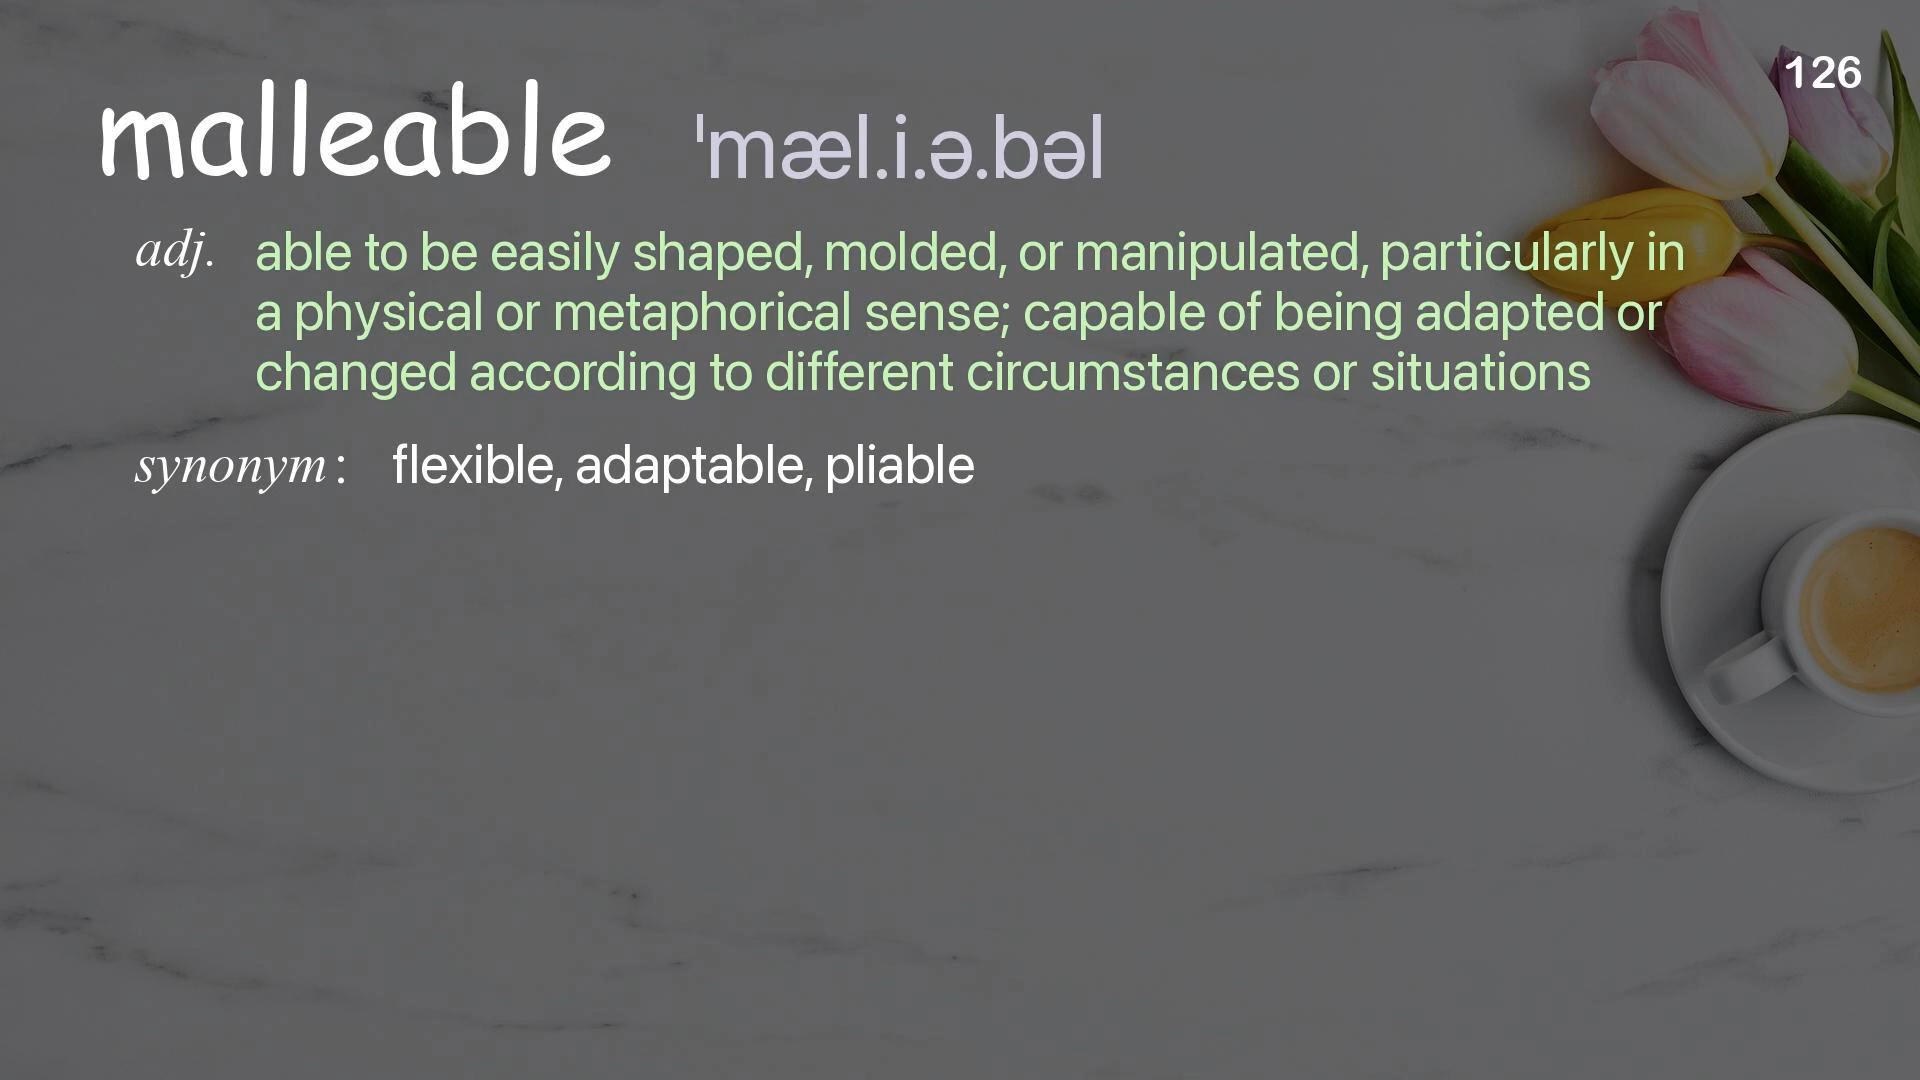 126
malleable ˈmæl.i.ə.bəl
adj. able to be easily shaped, molded, or manipulated, particularly in
a physical or metaphorical sense; capable of being adapted or
changed according to different circumstances or situations
synonym : flexible, adaptable, pliable